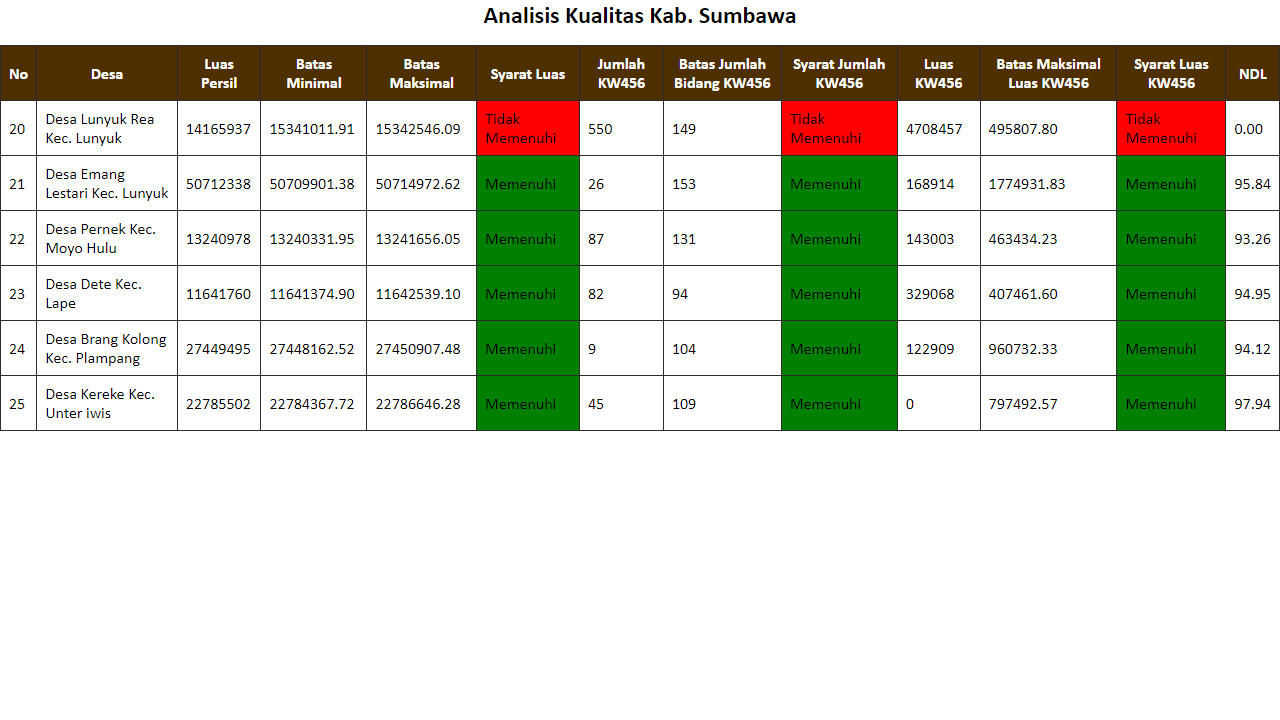 Analisis Kualitas Kab. Sumbawa
No Desa Luas Persil Batas Minimal Batas Maksimal Syarat Luas Jumlah KW456 Batas Jumlah Bidang KW456 Syarat Jumlah KW456 Luas KW456 Batas Maksimal Luas KW456 Syarat Luas KW456 NDL
20 Desa Lunyuk Rea Kec. Lunyuk 14165937 15341011.91 15342546.09 Tidak Memenuhi 550 149 Tidak Memenuhi 4708457 495807.80 Tidak Memenuhi 0.00
21 Desa Emang Lestari Kec. Lunyuk 50712338 50709901.38 50714972.62 Memenuhi 26 153 Memenuhi 168914 1774931.83 Memenuhi 95.84
22 Desa Pernek Kec. Moyo Hulu 13240978 13240331.95 13241656.05 Memenuhi 87 131 Memenuhi 143003 463434.23 Memenuhi 93.26
23 Desa Dete Kec. Lape 11641760 11641374.90 11642539.10 Memenuhi 82 94 Memenuhi 329068 407461.60 Memenuhi 94.95
24 Desa Brang Kolong Kec. Plampang 27449495 27448162.52 27450907.48 Memenuhi 9 104 Memenuhi 122909 960732.33 Memenuhi 94.12
25 Desa Kereke Kec. Unter iwis 22785502 22784367.72 22786646.28 Memenuhi 45 109 Memenuhi 0 797492.57 Memenuhi 97.94